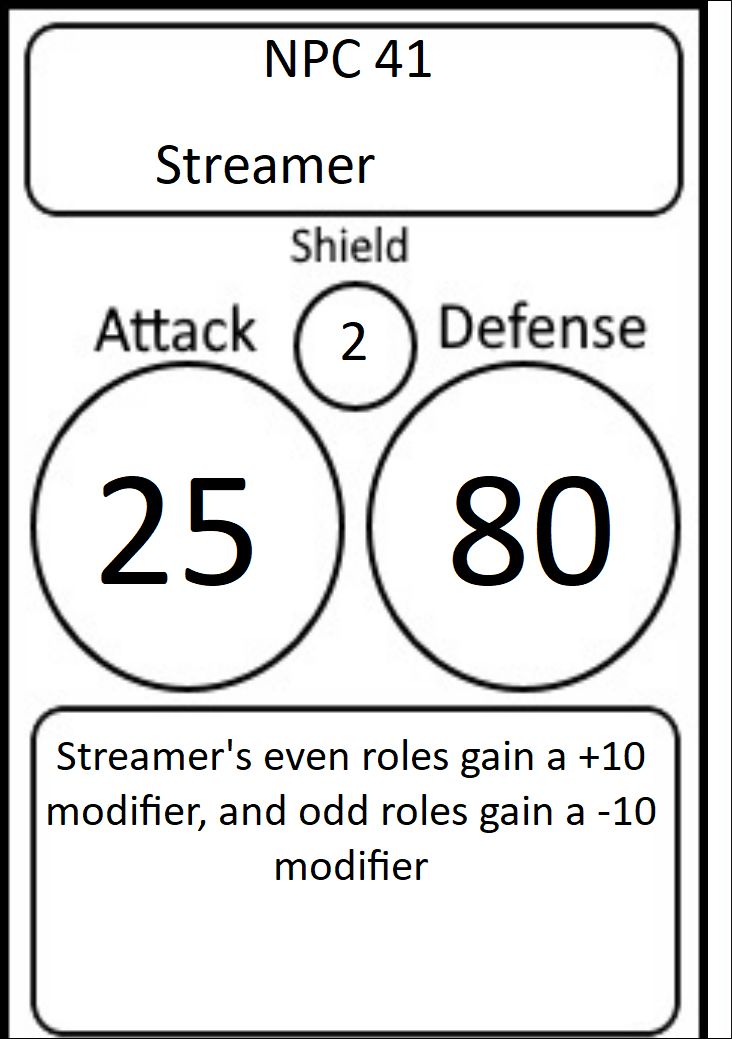 NPC 41
Streamer
Shield
Attack
2
Defense
25
80
Streamer's even roles gain a +10
modifier, and odd roles gain a -10
modifier